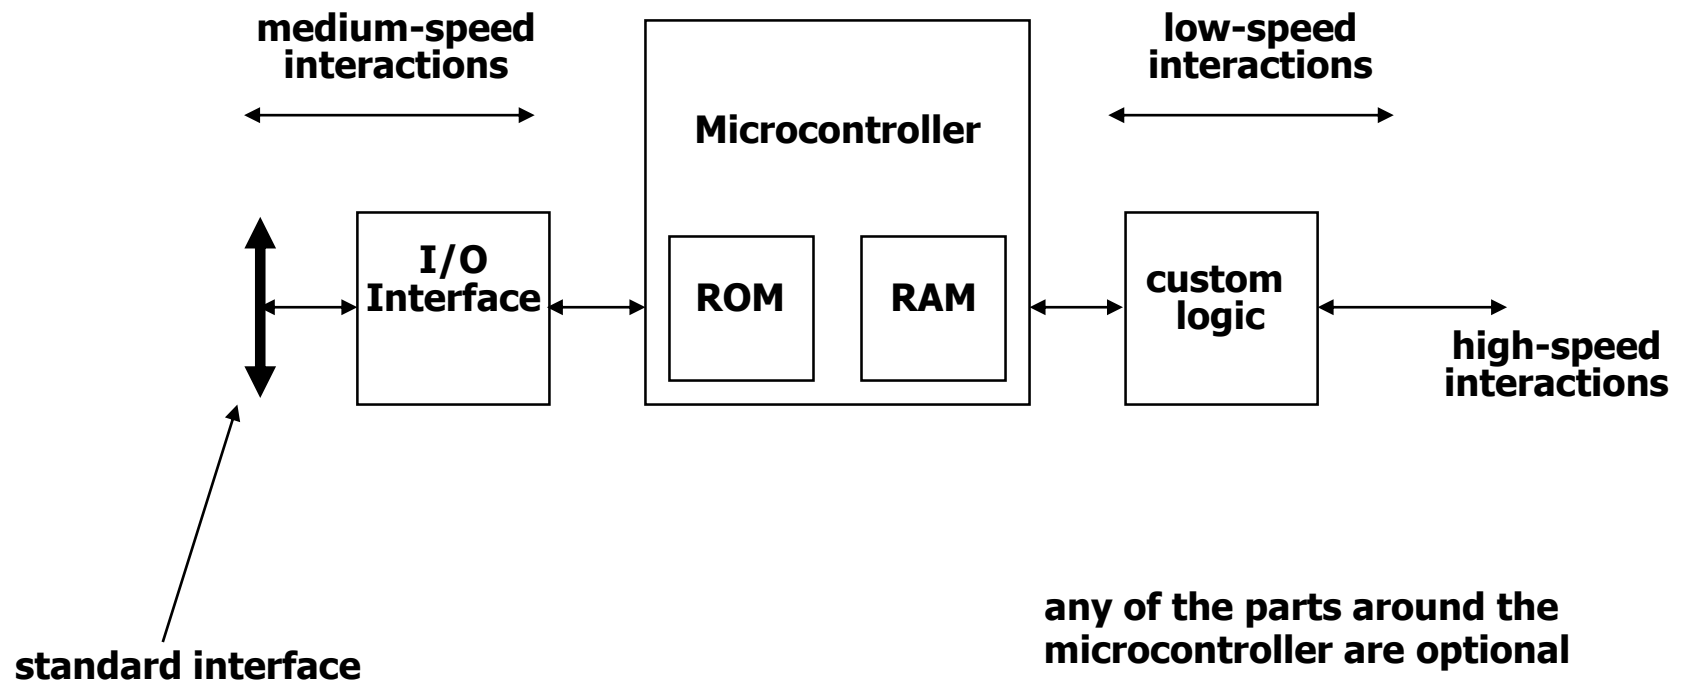 medium-speed
interactions
low-speed
interactions
Microcontroller
I/O
Interface
ROM
RAM
custom
logic
high-speed
interactions
any of the parts around the
microcontroller are optional
standard interface